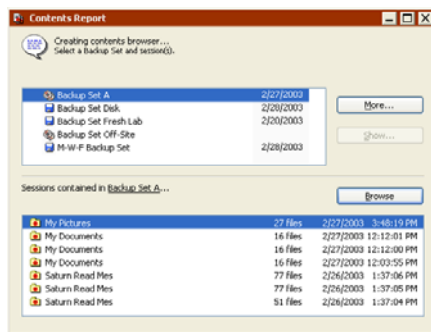 Contents Report
Creating contents browser...
Select a Backup Set and session(s).
Backup Set A 2/27/2003
Backup Set Disk 2/28/2003
Backup Set Fresh Lab 2/20/2003
Backup Set Off-Site
M-W-F Backup Set 2/28/2003
More...
Show...
Sessions contained in Backup Set A...
Browse
My Pictures 27 files 2/27/2003 3:48:19 PM
My Documents 16 files 2/27/2003 12:12:01 PM
My Documents 16 files 2/27/2003 12:12:00 PM
My Documents 16 files 2/27/2003 12:03:55 PM
Saturn Read Mes 77 files 2/26/2003 1:37:06 PM
Saturn Read Mes 77 files 2/26/2003 1:37:05 PM
Saturn Read Mes 51 files 2/26/2003 1:37:04 PM